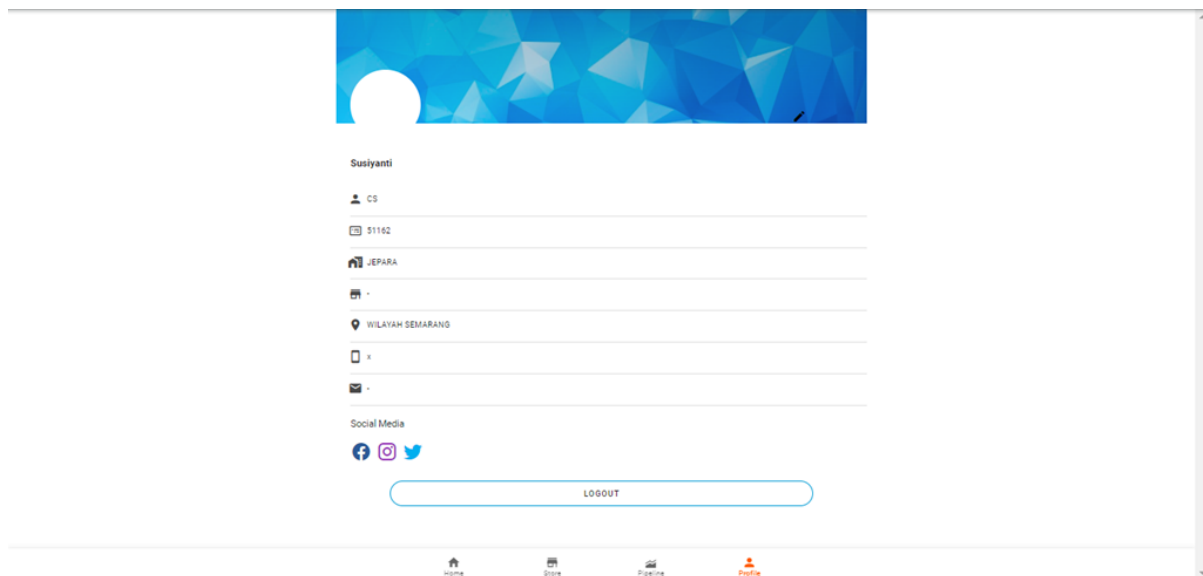 Susiyanti
CS
51162
JEPARA
-
WILAYAH SEMARANG
x
-
Social Media
LOGOUT
Home Store Pipeline Profile